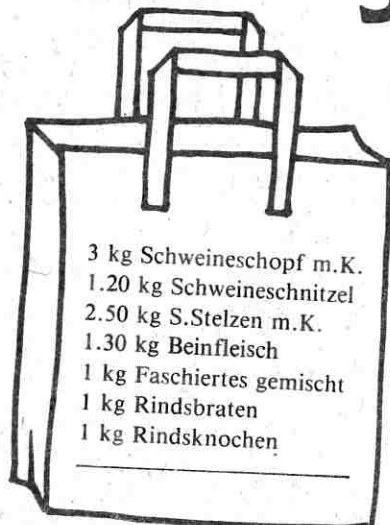 3 kg Schweineschopf m.K.
1.20 kg Schweineschnitzel
2.50 kg S.Stelzen m.K.
1.30 kg Beinfleisch
1 kg Faschiertes gemischt
1 kg Rindsbraten
1 kg Rindsknochen